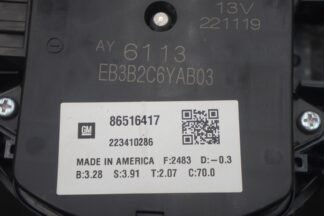 13V
221119
AY 6113
EB3B2C6YAB03
GM
86516417
223410286
MADE IN AMERICA F:2483 D:-0.3
B:3.28 S:3.91 T:2.07 C:70.0